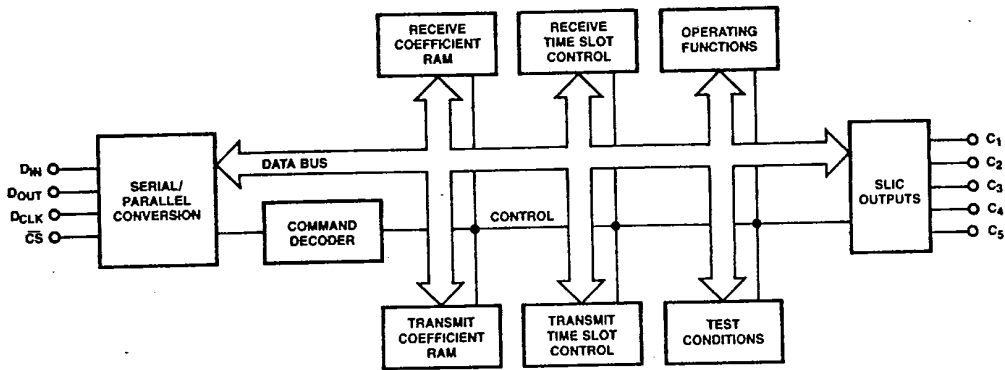 RECEIVE
COEFFICIENT
RAM
RECEIVE
TIME SLOT
CONTROL
OPERATING
FUNCTIONS
DIN
DOUT
DCLK
CS
SERIAL/
PARALLEL
CONVERSION
DATA BUS
COMMAND
DECODER
CONTROL
SLIC
OUTPUTS
C1
C2
C3
C4
C5
TRANSMIT
COEFFICIENT
RAM
TRANSMIT
TIME SLOT
CONTROL
TEST
CONDITIONS